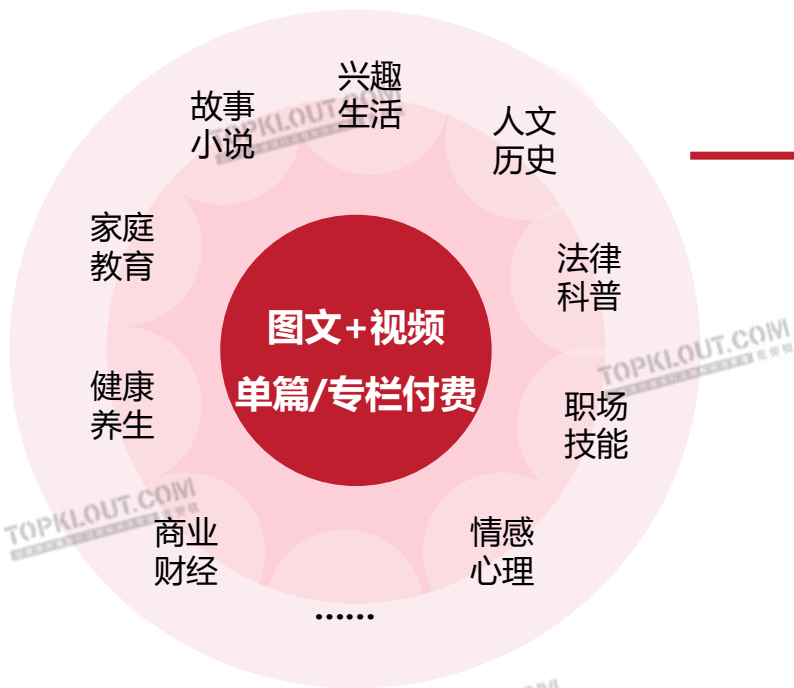 兴趣
生活
故事
小说
人文
历史
家庭
教育
法律
科普
图文+视频
单篇/专栏付费
健康
养生
职场
技能
商业
财经
情感
心理
……
TOPKLOUT.COM
TOPKLOUT.COM
TOPKLOUT.COM